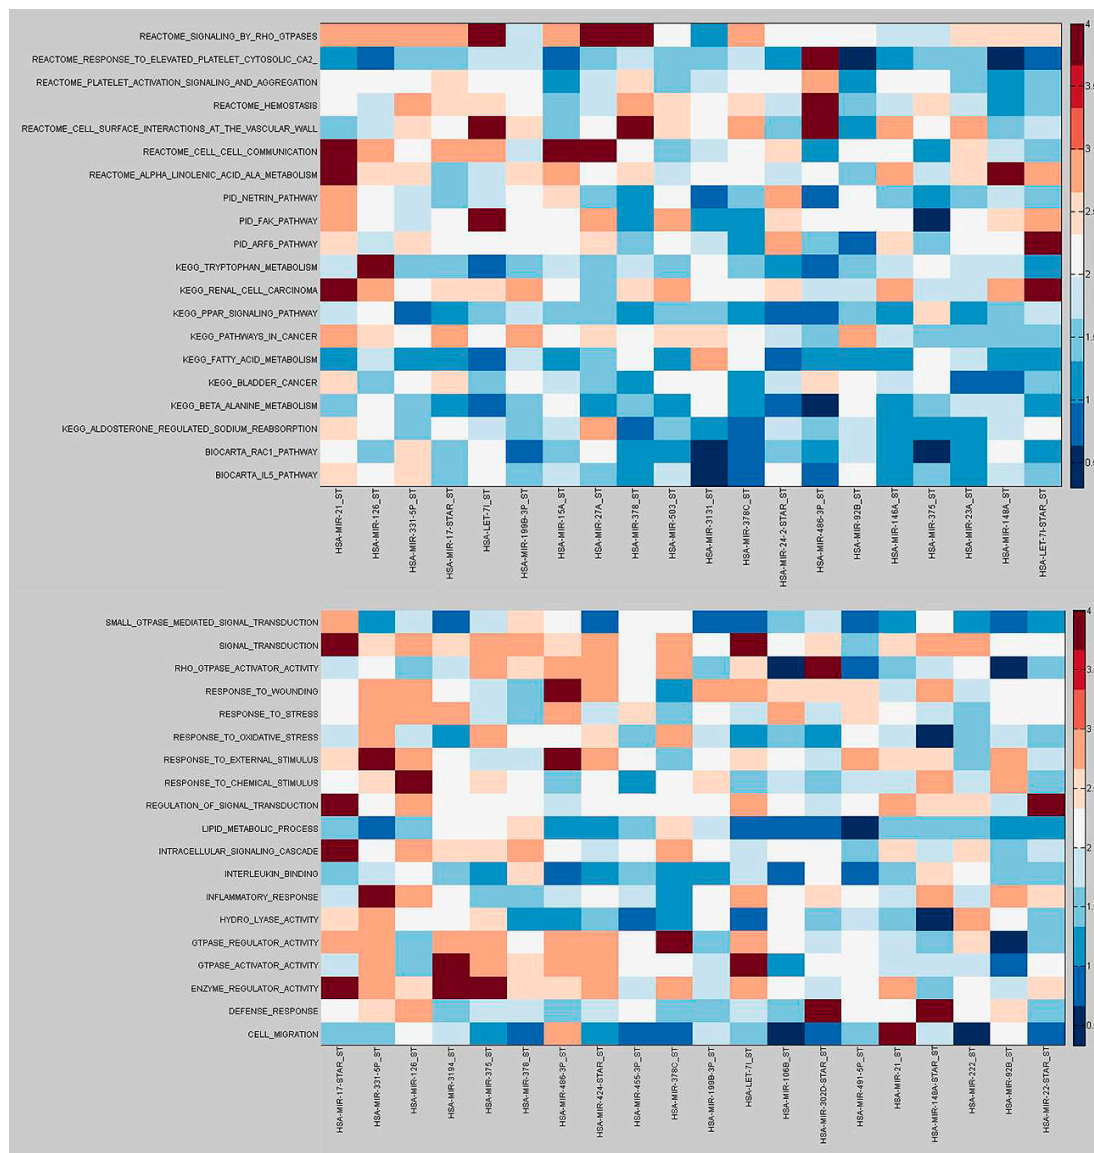 REACTOME_SIGNALING_BY_RHO_GTPASES
REACTOME_RESPONSE_TO_ELEVATED_PLATELET_CYTOSOLIC_CA2_
REACTOME_PLATELET_ACTIVATION_SIGNALING_AND_AGGREGATION
REACTOME_HEMOSTASIS
REACTOME_CELL_SURFACE_INTERACTIONS_AT_THE_VASCULAR_WALL
REACTOME_CELL_CELL_COMMUNICATION
REACTOME_ALPHA_LINOLENIC_ACID_ALA_METABOLISM
PID_NETRIN_PATHWAY
PID_FAK_PATHWAY
PID_ARF6_PATHWAY
KEGG_TRYPTOPHAN_METABOLISM
KEGG_RENAL_CELL_CARCINOMA
KEGG_PPAR_SIGNALING_PATHWAY
KEGG_PATHWAYS_IN_CANCER
KEGG_FATTY_ACID_METABOLISM
KEGG_BLADDER_CANCER
KEGG_BETA_ALANINE_METABOLISM
KEGG_ALDOSTERONE_REGULATED_SODIUM_REABSORPTION
BIOCARTA_RAC1_PATHWAY
BIOCARTA_IL5_PATHWAY
4
3.
3
2.
2
1.
1
0.
HSA-MIR-21_ST
HSA-MIR-126_ST
HSA-MIR-331-5P_ST
HSA-MIR-17-STAR_ST
HSA-LET-7I_ST
HSA-MIR-199B-3P_ST
HSA-MIR-15A_ST
HSA-MIR-27A_ST
HSA-MIR-378_ST
HSA-MIR-503_ST
HSA-MIR-3131_ST
HSA-MIR-378C_ST
HSA-MIR-24-2-STAR_ST
HSA-MIR-486-3P_ST
HSA-MIR-92B_ST
HSA-MIR-146A_ST
HSA-MIR-375_ST
HSA-MIR-23A_ST
HSA-MIR-148A_ST
HSA-LET-7I-STAR_ST
SMALL_GTPASE_MEDIATED_SIGNAL_TRANSDUCTION
SIGNAL_TRANSDUCTION
RHO_GTPASE_ACTIVATOR_ACTIVITY
RESPONSE_TO_WOUNDING
RESPONSE_TO_STRESS
RESPONSE_TO_OXIDATIVE_STRESS
RESPONSE_TO_EXTERNAL_STIMULUS
RESPONSE_TO_CHEMICAL_STIMULUS
REGULATION_OF_SIGNAL_TRANSDUCTION
LIPID_METABOLIC_PROCESS
INTRACELLULAR_SIGNALING_CASCADE
INTERLEUKIN_BINDING
INFLAMMATORY_RESPONSE
HYDRO_LYASE_ACTIVITY
GTPASE_REGULATOR_ACTIVITY
GTPASE_ACTIVATOR_ACTIVITY
ENZYME_REGULATOR_ACTIVITY
DEFENSE_RESPONSE
CELL_MIGRATION
4
3.
3
2.
2
1.
1
0.
HSA-MIR-17-STAR_ST
HSA-MIR-331-5P_ST
HSA-MIR-126_ST
HSA-MIR-3194_ST
HSA-MIR-375_ST
HSA-MIR-378_ST
HSA-MIR-486-3P_ST
HSA-MIR-424-STAR_ST
HSA-MIR-455-3P_ST
HSA-MIR-378C_ST
HSA-MIR-199B-3P_ST
HSA-LET-7I_ST
HSA-MIR-106B_ST
HSA-MIR-302D-STAR_ST
HSA-MIR-491-5P_ST
HSA-MIR-21_ST
HSA-MIR-148A-STAR_ST
HSA-MIR-222_ST
HSA-MIR-92B_ST
HSA-MIR-22-STAR_ST